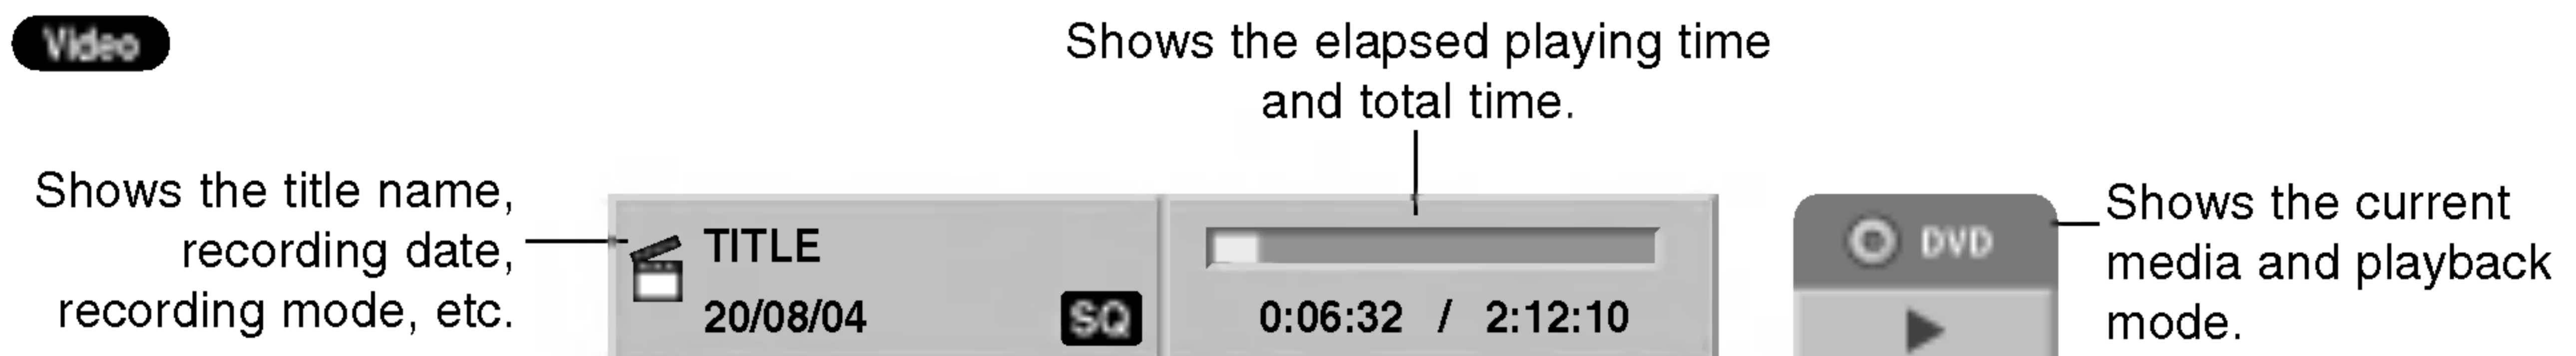 Video
Shows the elapsed playing time
and total time.
Shows the title name,
recording date,
recording mode, etc.
TITLE
20/08/04 SQ
0:06:32 / 2:12:10
DVD
Shows the current
media and playback
mode.